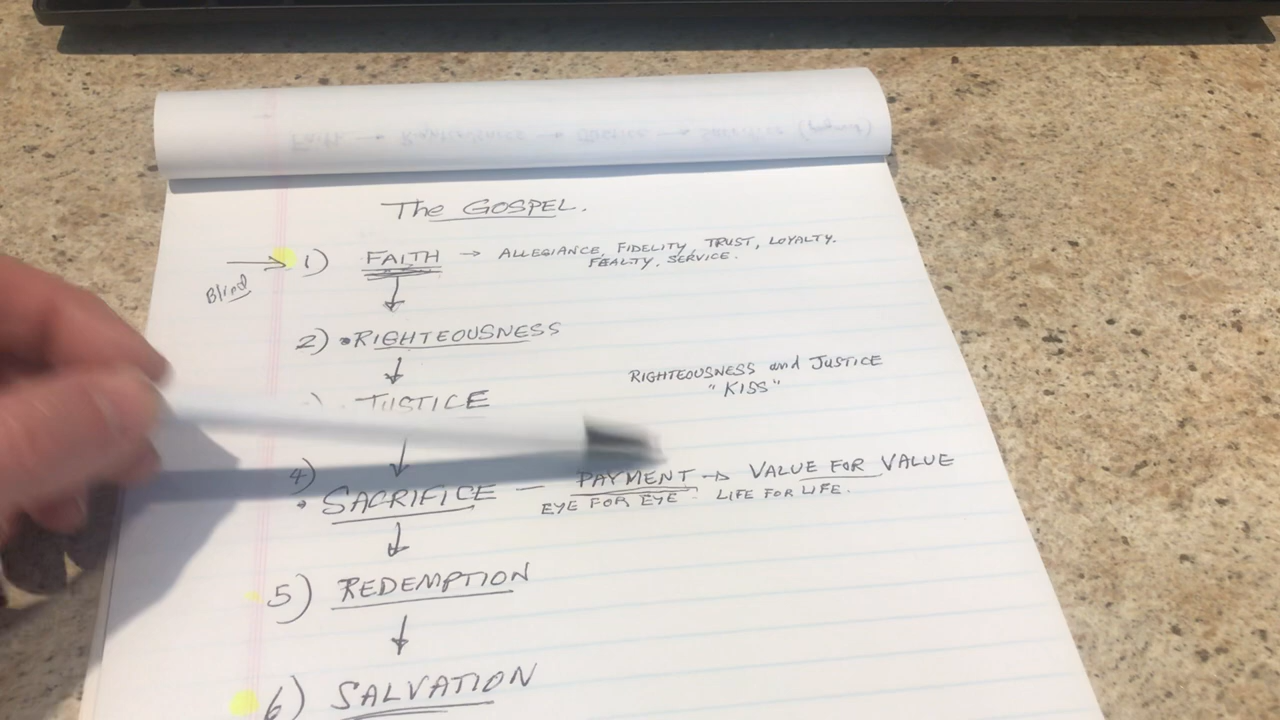 The GOSPEL.
1) FAITH → ALLEGIANCE, FIDELITY, TRUST, LOYALTY.
FEALTY, SERVICE.
Blind
2) •RIGHTEOUSNESS
RIGHTEOUSNESS and JUSTICE
"KISS"
JUSTICE
4)
• SACRIFICE — PAYMENT → VALUE FOR VALUE
EYE FOR EYE LIFE FOR LIFE.
5) REDEMPTION
6) SALVATION